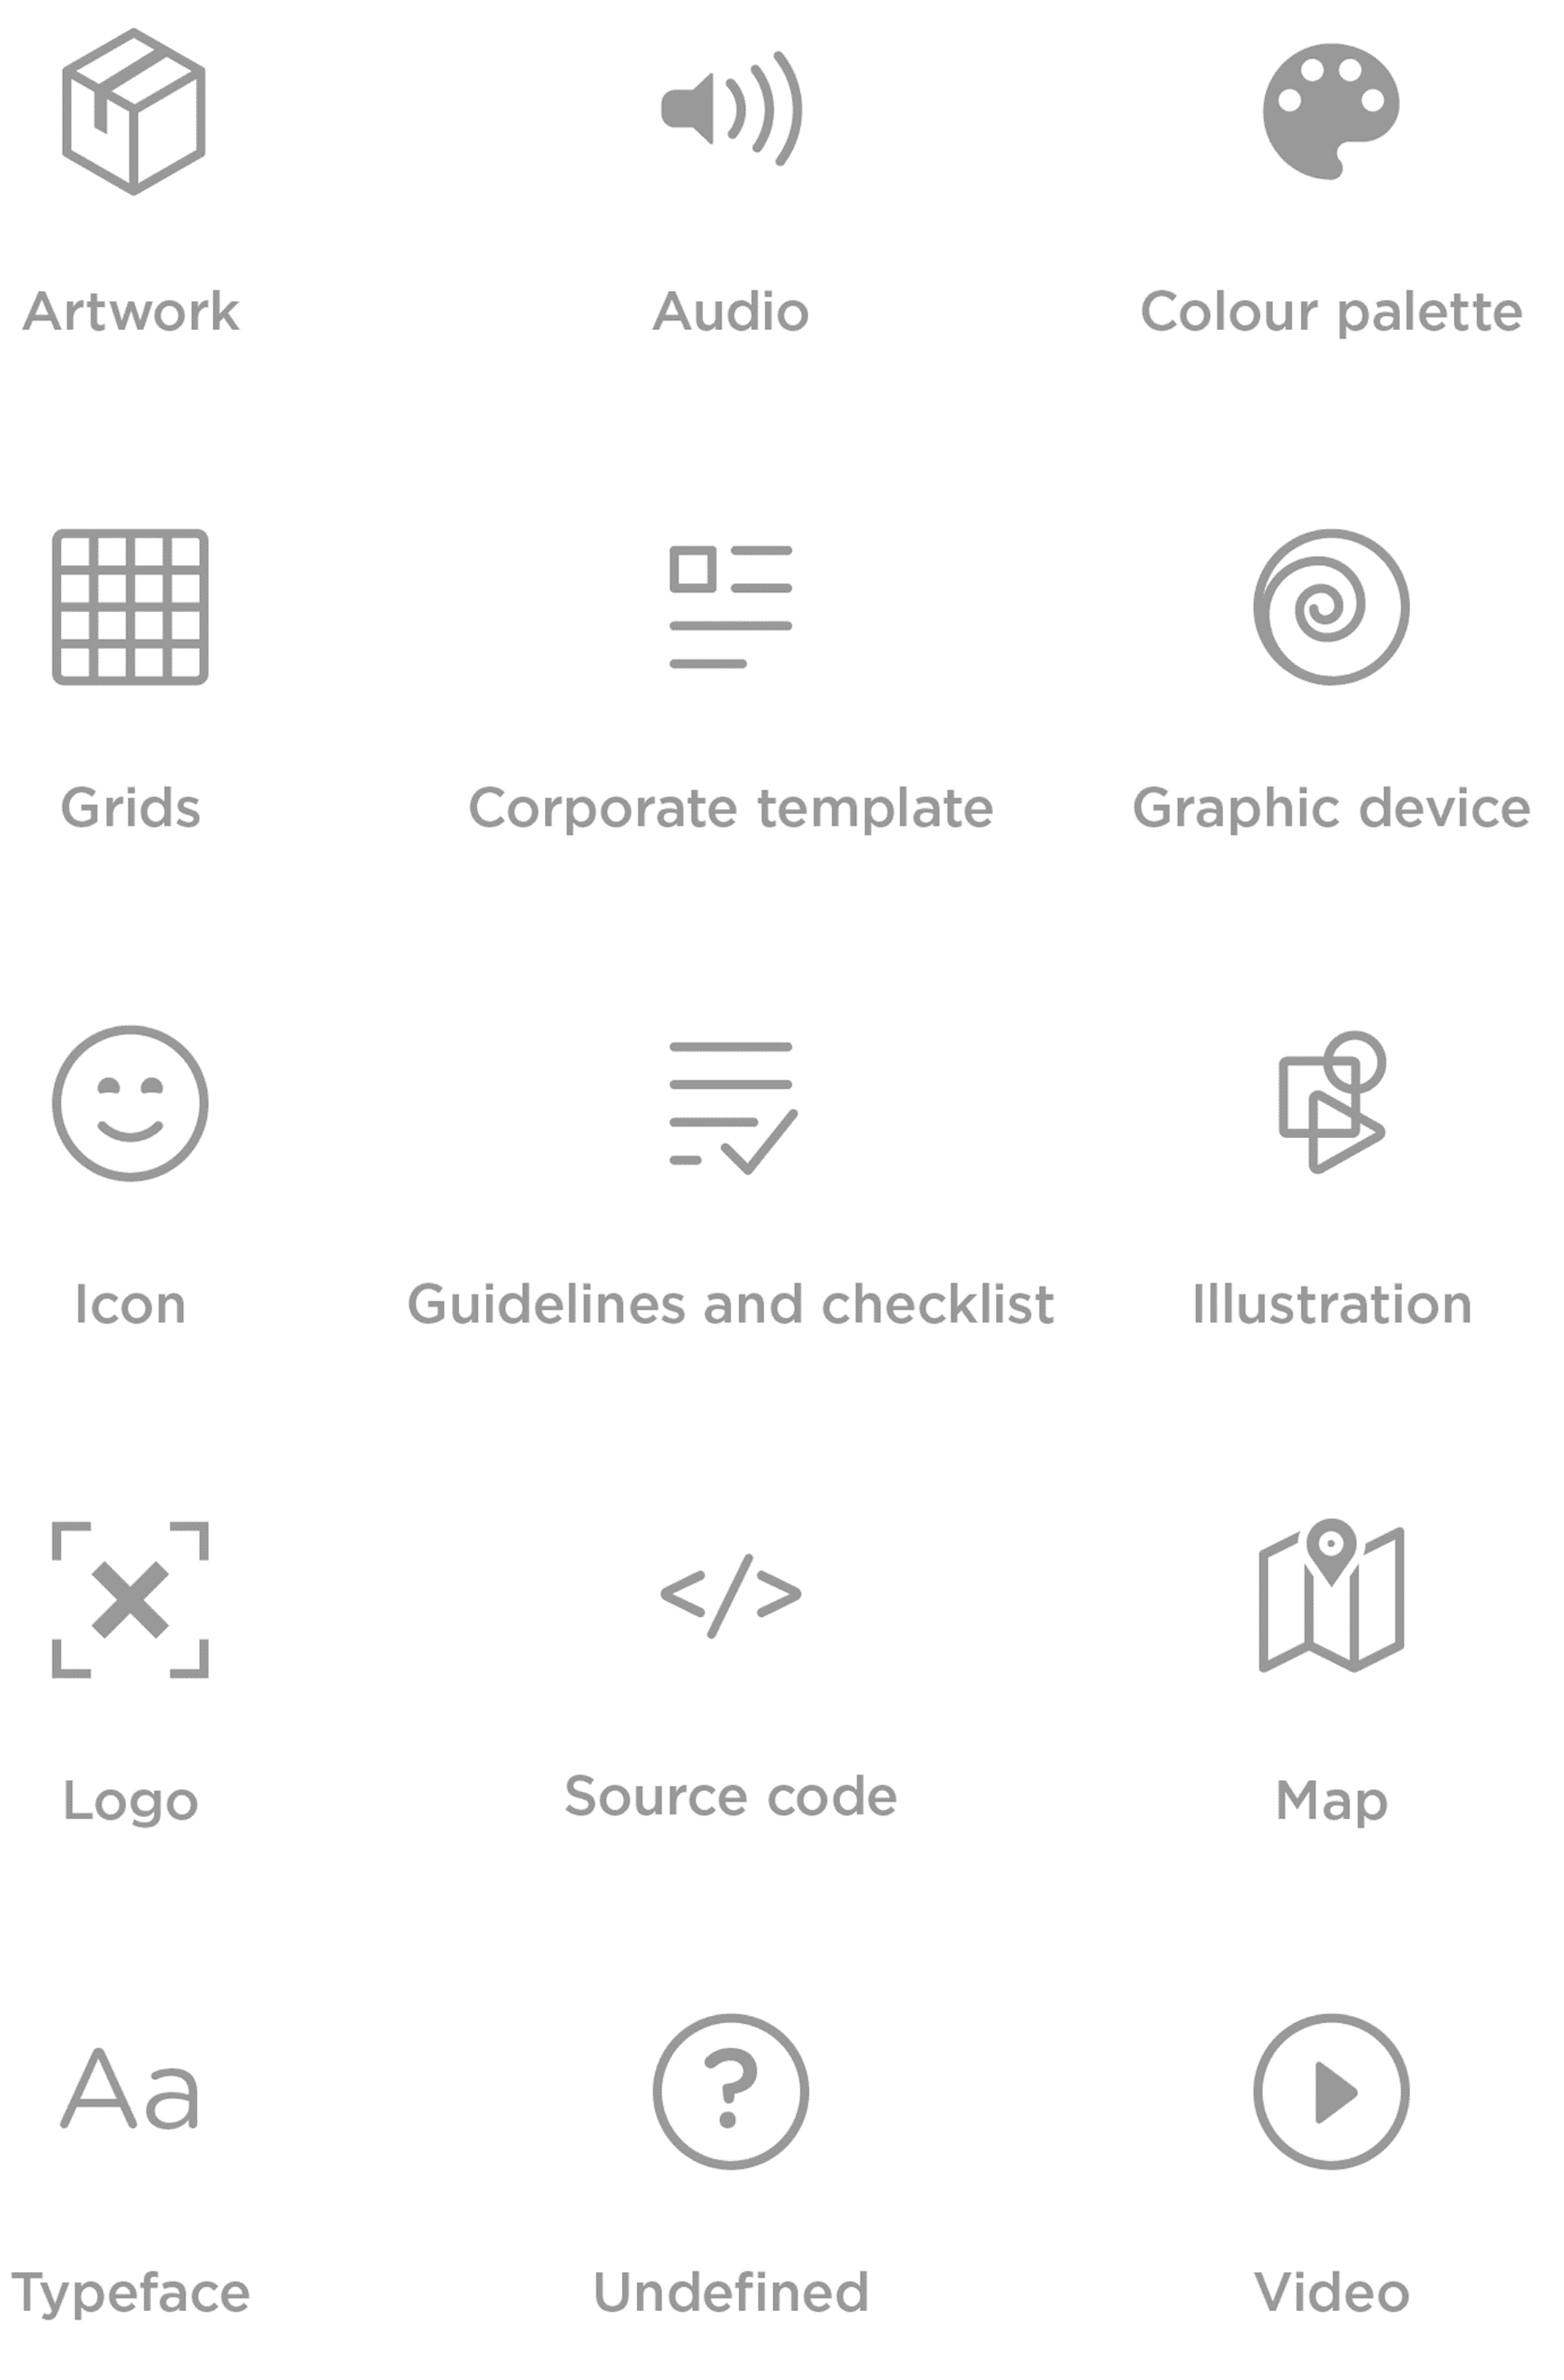 Artwork
Audio
Colour palette
Grids
Corporate template
Graphic device
Icon
Guidelines and checklist
Illustration
</>
Logo
Source code
Map
Aa
?
Typeface
Undefined
Video